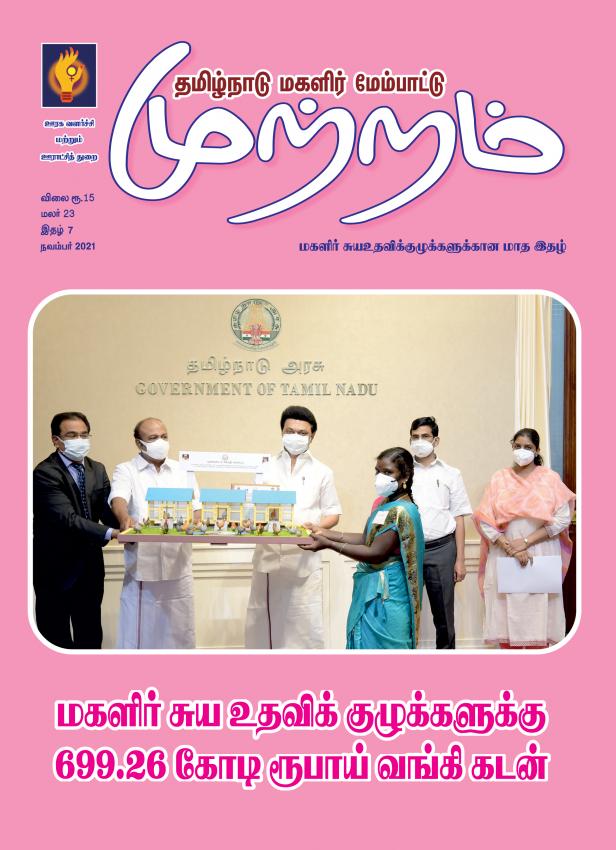 தமிழ்நாடு மகளிர் மேம்பாட்டு
முற்றம்
ஊரக வளர்ச்சி
மற்றும்
ஊராட்சித் துறை
விலை ரூ.15
மலர் 23
இதழ் 7
நவம்பர் 2021
மகளிர் சுயஉதவிக்குழுக்களுக்கான மாத இதழ்
தமிழ்நாடு அரசு
GOVERNMENT OF TAMIL NADU
மகளிர் சுய உதவிக் குழுக்களுக்கு
699.26 கோடி ரூபாய் வங்கி கடன்